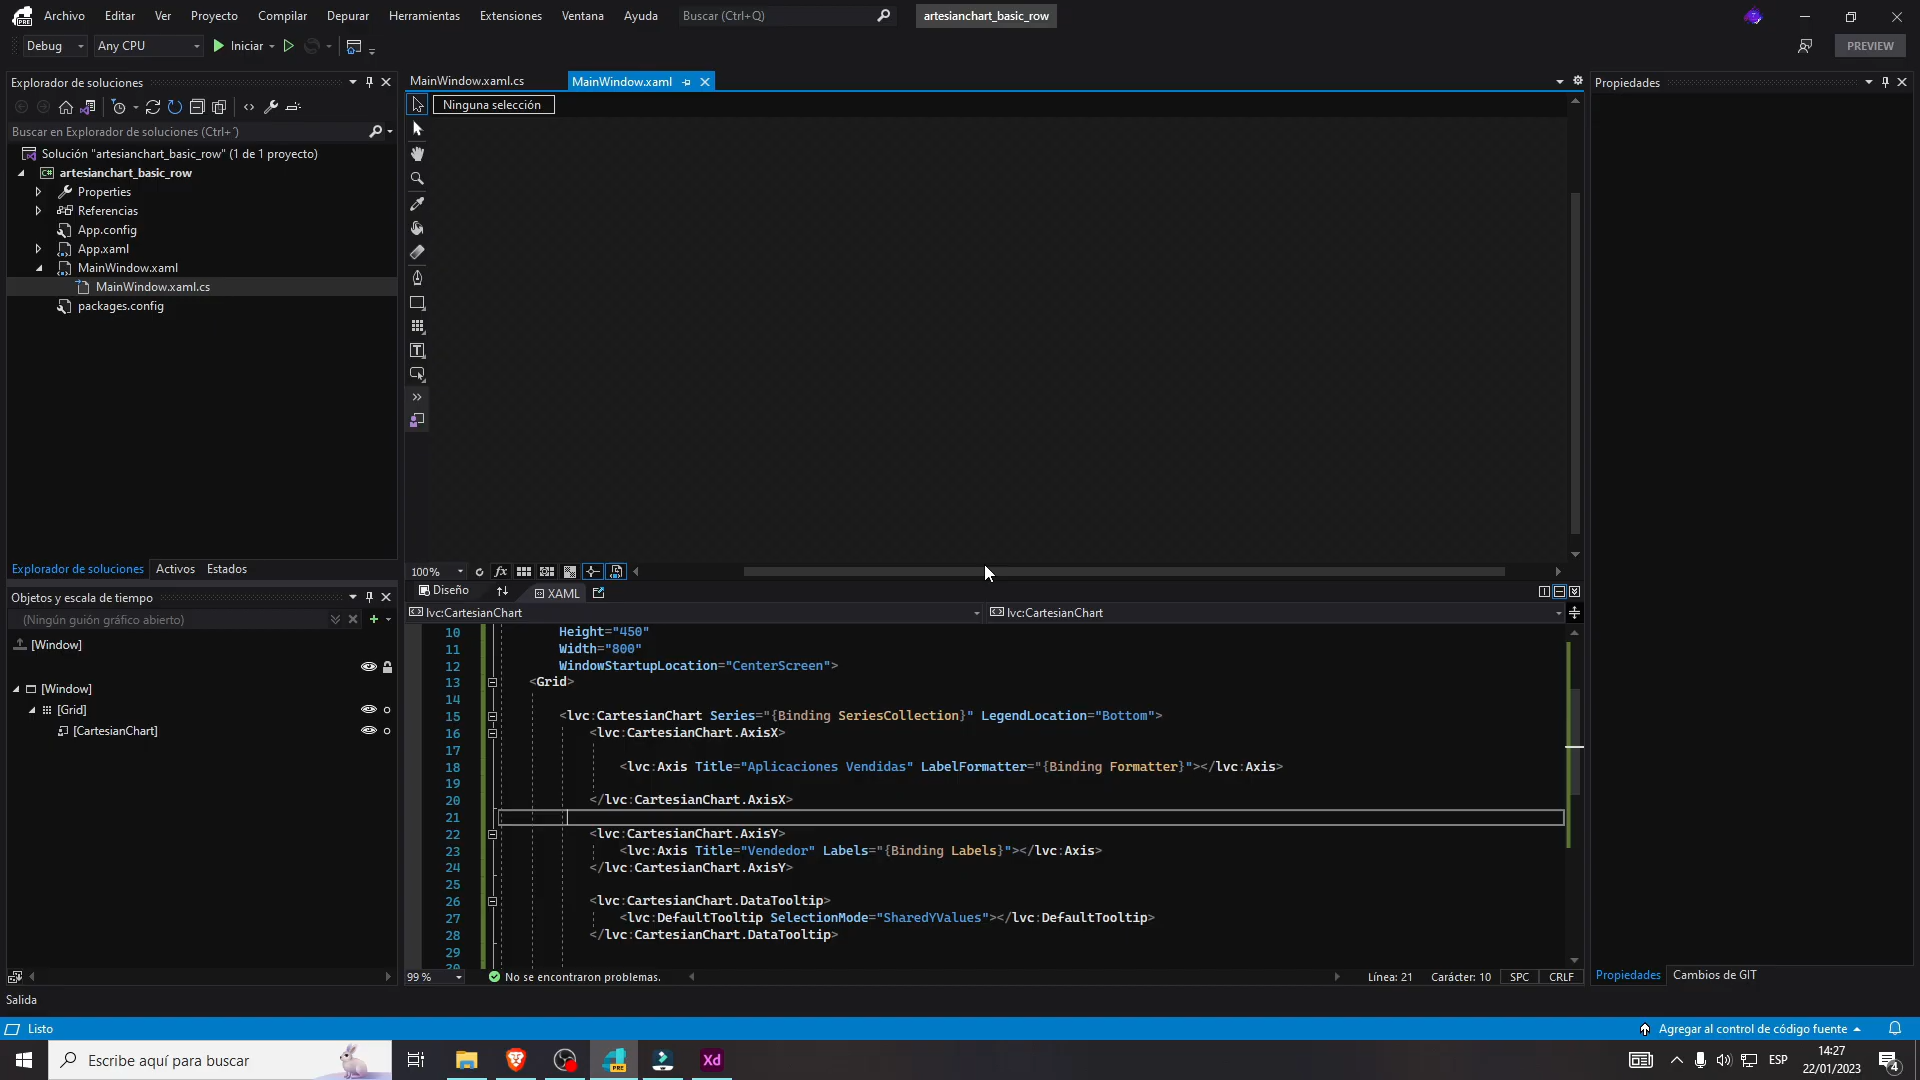 Archivo Editar Ver Proyecto Compilar Depurar Herramientas Extensiones Ventana Ayuda Buscar (Ctrl+Q) artesianchart_basic_row
Debug Any CPU Iniciar PREVIEW
Explorador de soluciones
Buscar en Explorador de soluciones (Ctrl+´)
Solución "artesianchart_basic_row" (1 de 1 proyecto)
artesianchart_basic_row
Properties
Referencias
App.config
App.xaml
MainWindow.xaml
MainWindow.xaml.cs
packages.config
Explorador de soluciones Activos Estados
Objetos y escala de tiempo
(Ningún guión gráfico abierto)
[Window]
[Window]
[Grid]
[CartesianChart]
MainWindow.xaml.cs MainWindow.xaml
Ninguna selección
100%
Diseño XAML
lvc:CartesianChart lvc:CartesianChart
10 Height="450"
11 Width="800"
12 WindowStartupLocation="CenterScreen">
13 <Grid>
14
15 <lvc:CartesianChart Series="{Binding SeriesCollection}" LegendLocation="Bottom">
16 <lvc:CartesianChart.AxisX>
17
18 <lvc:Axis Title="Aplicaciones Vendidas" LabelFormatter="{Binding Formatter}"></lvc:Axis>
19
20 </lvc:CartesianChart.AxisX>
21
22 <lvc:CartesianChart.AxisY>
23 <lvc:Axis Title="Vendedor" Labels="{Binding Labels}"></lvc:Axis>
24 </lvc:CartesianChart.AxisY>
25
26 <lvc:CartesianChart.DataTooltip>
27 <lvc:DefaultTooltip SelectionMode="SharedYValues"></lvc:DefaultTooltip>
28 </lvc:CartesianChart.DataTooltip>
29
99 % No se encontraron problemas. Línea: 21 Carácter: 10 SPC CRLF
Propiedades
Propiedades Cambios de GIT
Salida
Listo Agregar al control de código fuente
Escribe aquí para buscar
PRE
Xd
ESP
14:27
22/01/2023
4